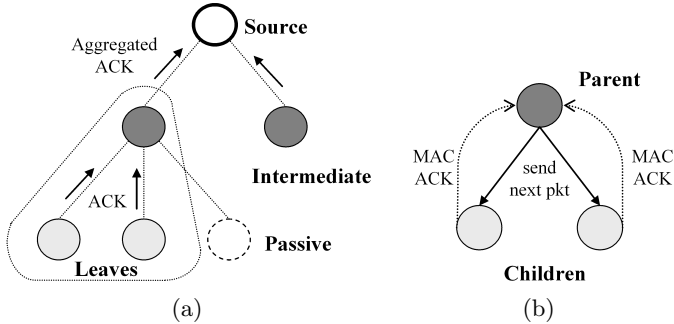 Source
Aggregated
ACK
Intermediate
ACK
Passive
Leaves
(a)
Parent
MAC
ACK
send
next pkt
MAC
ACK
Children
(b)